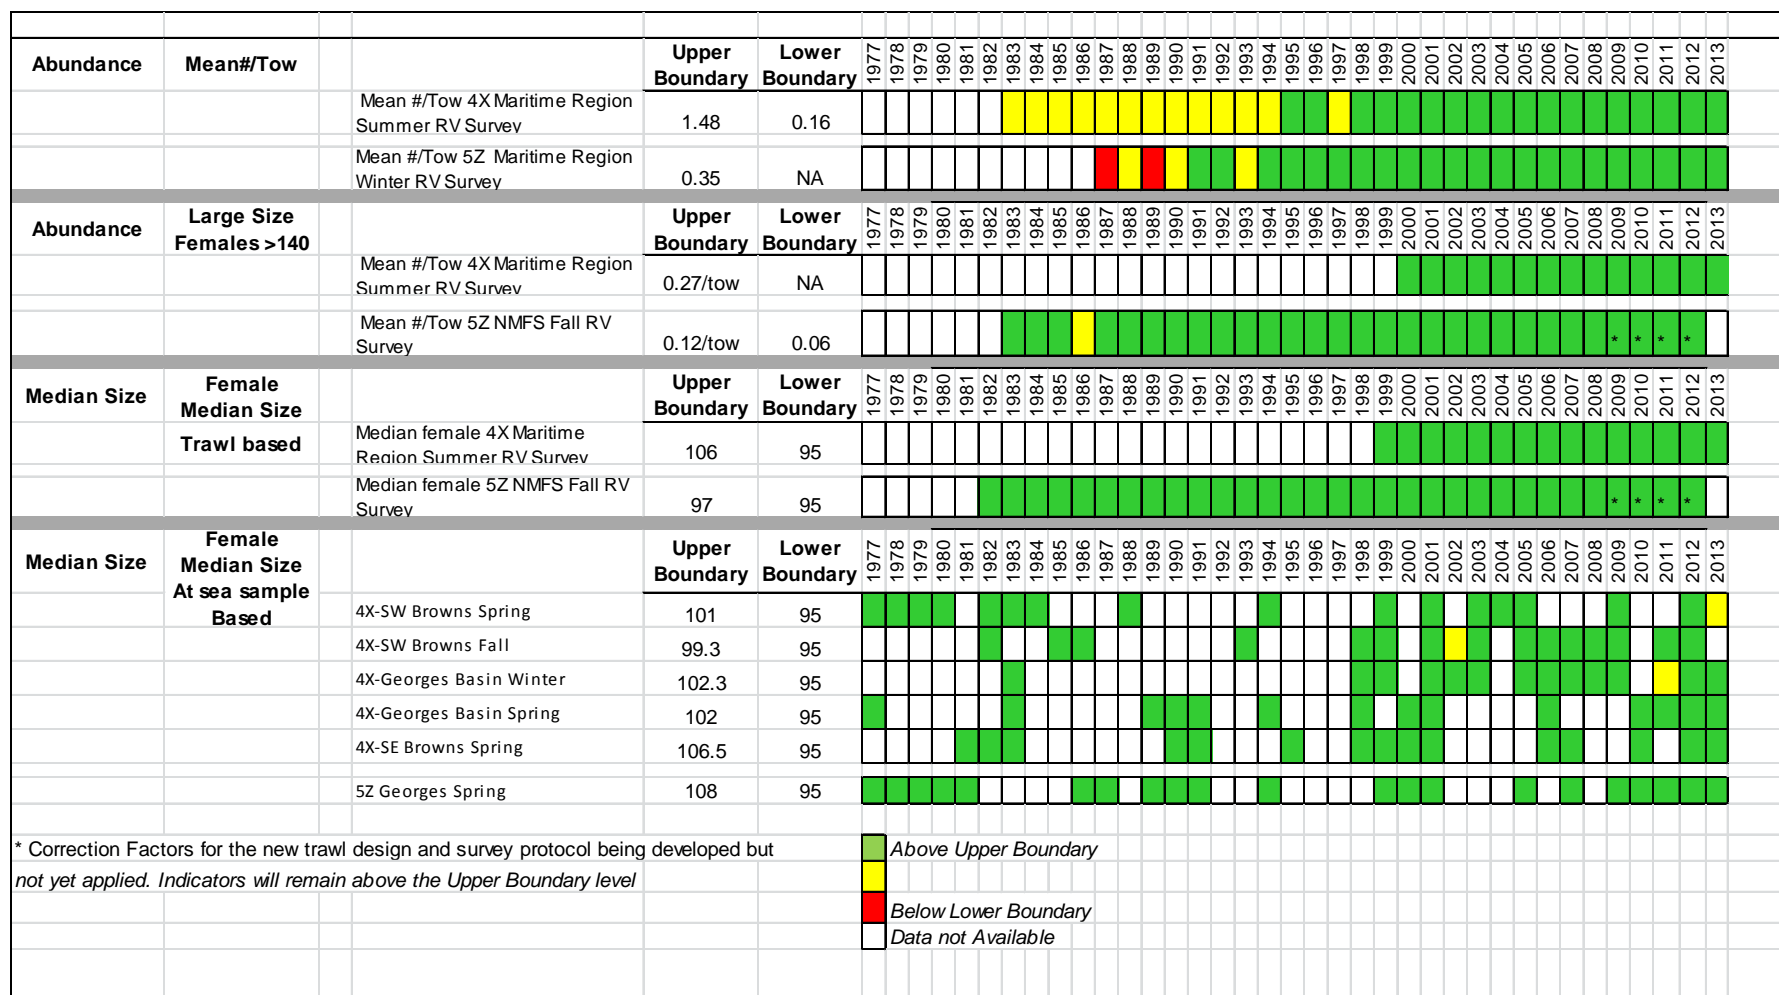 Abundance Mean#/Tow Upper Boundary Lower Boundary 1977 1978 1979 1980 1981 1982 1983 1984 1985 1986 1987 1988 1989 1990 1991 1992 1993 1994 1995 1996 1997 1998 1999 2000 2001 2002 2003 2004 2005 2006 2007 2008 2009 2010 2011 2012 2013
Mean #/Tow 4X Maritime Region
Summer RV Survey 1.48 0.16
Mean #/Tow 5Z Maritime Region
Winter RV Survey 0.35 NA
Abundance Large Size Females >140 Upper Boundary Lower Boundary 1977 1978 1979 1980 1981 1982 1983 1984 1985 1986 1987 1988 1989 1990 1991 1992 1993 1994 1995 1996 1997 1998 1999 2000 2001 2002 2003 2004 2005 2006 2007 2008 2009 2010 2011 2012 2013
Mean #/Tow 4X Maritime Region
Summer RV Survey 0.27/tow NA
Mean #/Tow 5Z NMFS Fall RV
Survey 0.12/tow 0.06 * * * *
Median Size Female Median Size Upper Boundary Lower Boundary 1977 1978 1979 1980 1981 1982 1983 1984 1985 1986 1987 1988 1989 1990 1991 1992 1993 1994 1995 1996 1997 1998 1999 2000 2001 2002 2003 2004 2005 2006 2007 2008 2009 2010 2011 2012 2013
Trawl based Median female 4X Maritime
Region Summer RV Survey 106 95
Median female 5Z NMFS Fall RV
Survey 97 95 * * * *
Median Size Female Median Size At sea sample Based Upper Boundary Lower Boundary 1977 1978 1979 1980 1981 1982 1983 1984 1985 1986 1987 1988 1989 1990 1991 1992 1993 1994 1995 1996 1997 1998 1999 2000 2001 2002 2003 2004 2005 2006 2007 2008 2009 2010 2011 2012 2013
4X-SW Browns Spring 101 95
4X-SW Browns Fall 99.3 95
4X-Georges Basin Winter 102.3 95
4X-Georges Basin Spring 102 95
4X-SE Browns Spring 106.5 95
5Z Georges Spring 108 95
* Correction Factors for the new trawl design and survey protocol being developed but
not yet applied. Indicators will remain above the Upper Boundary level
Above Upper Boundary
Below Lower Boundary
Data not Available